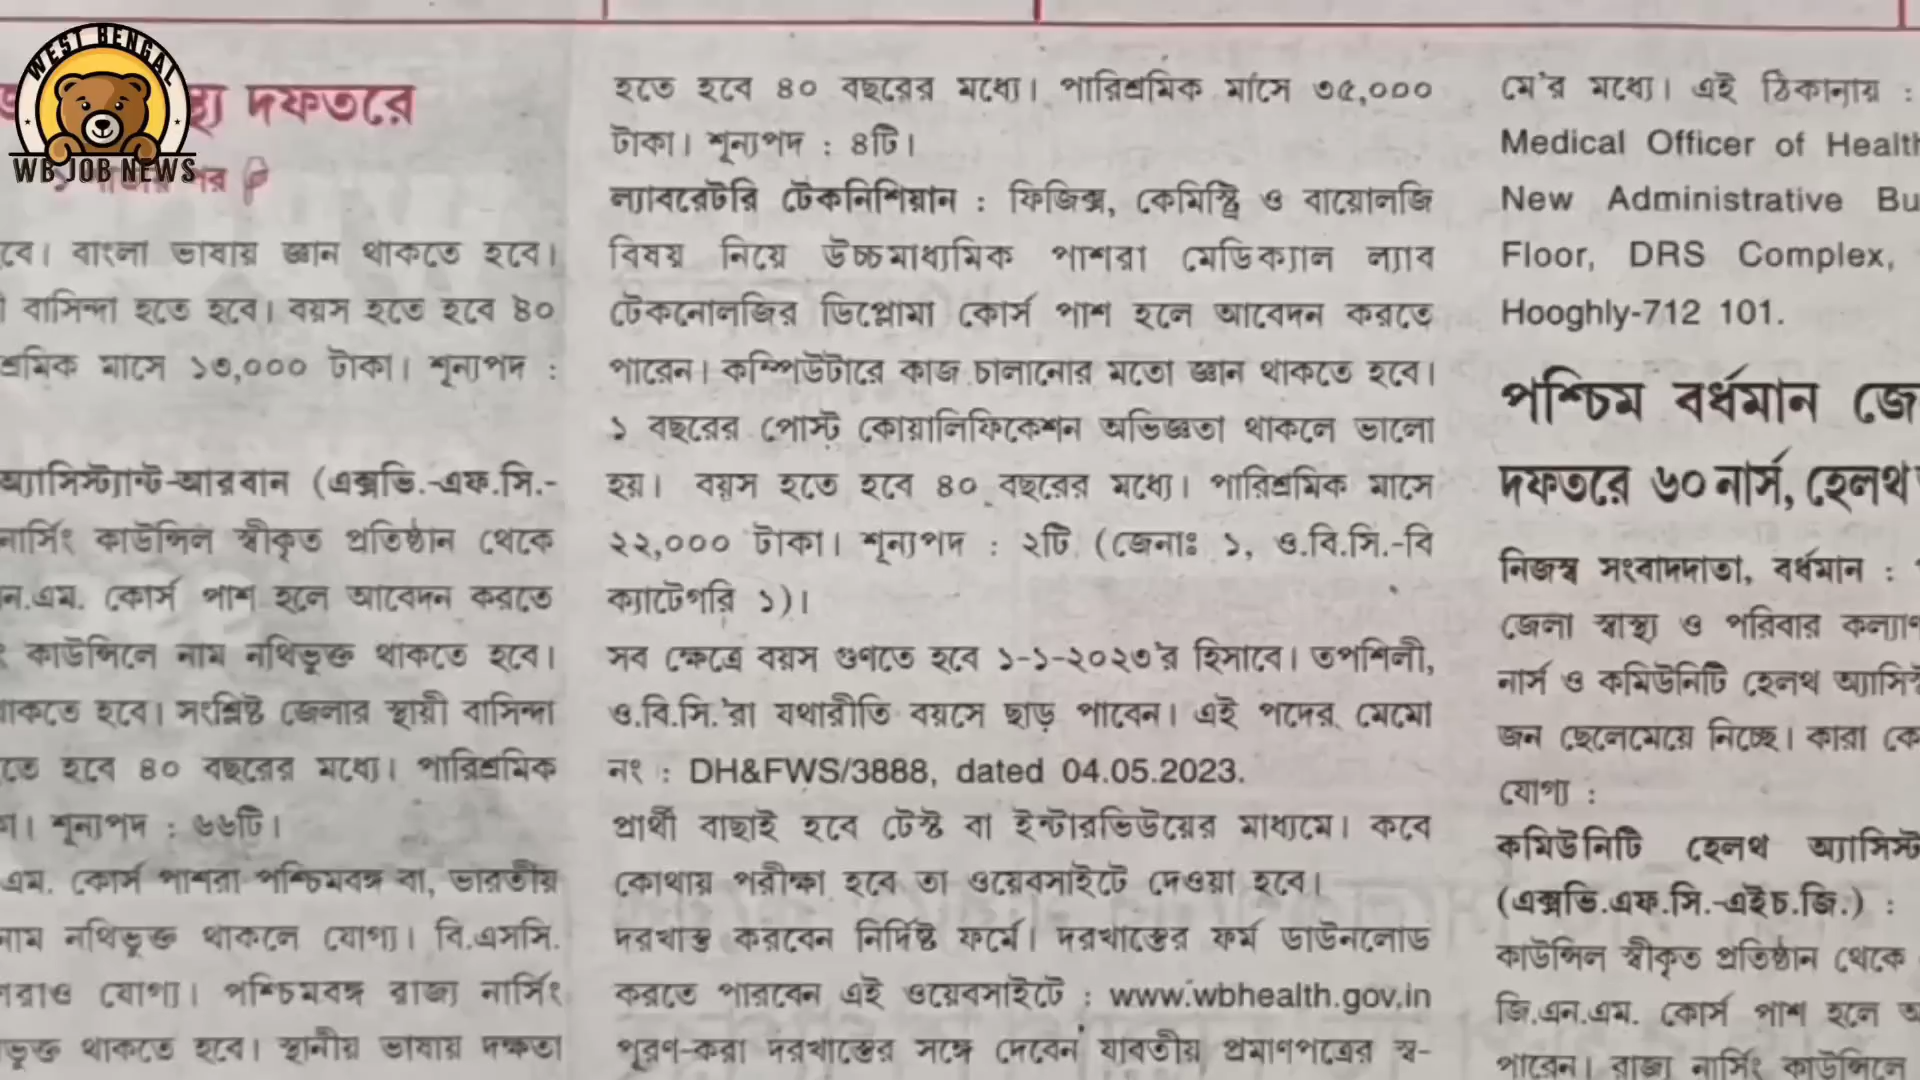 WEST BENGAL
WB JOB NEWS
স্থ্য দফতরে
পর
বে। বাংলা ভাষায় জ্ঞান থাকতে হবে।
বাসিন্দা হতে হবে। বয়স হতে হবে ৪০
শ্রমিক মাসে ১৩,০০০ টাকা। শূন্যপদ :
অ্যাসিস্ট্যান্ট-আরবান (এক্সভি.-এফ.সি.-
নার্সিং কাউন্সিল স্বীকৃত প্রতিষ্ঠান থেকে
এন.এম. কোর্স পাশ হলে আবেদন করতে
কাউন্সিলে নাম নথিভুক্ত থাকতে হবে।
থাকতে হবে। সংশ্লিষ্ট জেলার স্থায়ী বাসিন্দা
হতে হবে ৪০ বছরের মধ্যে। পারিশ্রমিক
শূন্যপদ : ৬৬টি।
এম. কোর্স পাশরা পশ্চিমবঙ্গ বা, ভারতীয়
নাম নথিভুক্ত থাকলে যোগ্য। বি.এসসি.
যোগ্য। পশ্চিমবঙ্গ রাজ্য নার্সিং
থাকতে হবে। স্থানীয় ভাষায় দক্ষতা
হতে হবে ৪০ বছরের মধ্যে। পারিশ্রমিক মাসে ৩৫,০০০
টাকা। শূন্যপদ : ৪টি।
ল্যাবরেটরি টেকনিশিয়ান : ফিজিক্স, কেমিস্ট্রি ও বায়োলজি
বিষয় নিয়ে উচ্চমাধ্যমিক পাশরা মেডিক্যাল ল্যাব
টেকনোলজির ডিপ্লোমা কোর্স পাশ হলে আবেদন করতে
পারেন। কম্পিউটারে কাজ চালানোর মতো জ্ঞান থাকতে হবে।
১ বছরের পোস্ট কোয়ালিফিকেশন অভিজ্ঞতা থাকলে ভালো
হয়। বয়স হতে হবে ৪০ বছরের মধ্যে। পারিশ্রমিক মাসে
২২,০০০ টাকা। শূন্যপদ : ২টি (জেনাঃ ১, ও.বি.সি.-বি
ক্যাটেগরি ১)।
সব ক্ষেত্রে বয়স গুণতে হবে ১-১-২০২৩'র হিসাবে। তপশিলী,
ও.বি.সি.'রা যথারীতি বয়সে ছাড় পাবেন। এই পদের মেমো
নং : DH&FWS/3888, dated 04.05.2023.
প্রার্থী বাছাই হবে টেস্ট বা ইন্টারভিউয়ের মাধ্যমে। কবে
কোথায় পরীক্ষা হবে তা ওয়েবসাইটে দেওয়া হবে।
দরখাস্ত করবেন নির্দিষ্ট ফর্মে। দরখাস্তের ফর্ম ডাউনলোড
করতে পারবেন এই ওয়েবসাইটে : www.wbhealth.gov.in
পূরণ-করা দরখাস্তের সঙ্গে দেবেন যাবতীয় প্রমাণপত্রের স্ব-
মে'র মধ্যে। এই ঠিকানায় :
Medical Officer of Health
New Administrative Bu
Floor, DRS Complex,
Hooghly-712 101.
পশ্চিম বর্ধমান জে
দফতরে ৬০ নার্স, হেলথ
নিজস্ব সংবাদদাতা, বর্ধমান :
জেলা স্বাস্থ্য ও পরিবার কল্যাণ
নার্স ও কমিউনিটি হেলথ অ্যাসিস্ট
জন ছেলেমেয়ে নিচ্ছে। কারা কো
যোগ্য :
কমিউনিটি হেলথ অ্যাসিস্ট
(এক্সভি.এফ.সি.-এইচ.জি.) :
কাউন্সিল স্বীকৃত প্রতিষ্ঠান থেকে
জি.এন.এম. কোর্স পাশ হলে
পারেন। রাজ্য নার্সিং কাউন্সিলে